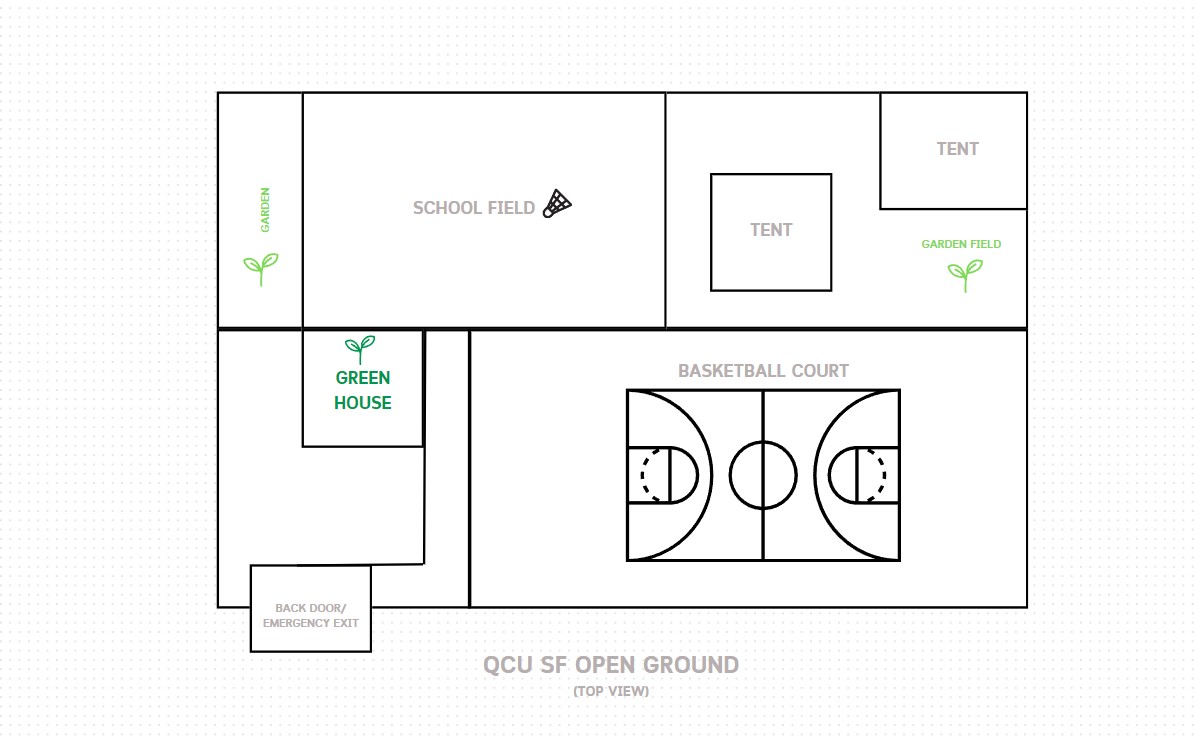 TENT
GARDEN
SCHOOL FIELD
TENT
GARDEN FIELD
GREEN
HOUSE
BASKETBALL COURT
BACK DOOR/
EMERGENCY EXIT
QCU SF OPEN GROUND
(TOP VIEW)